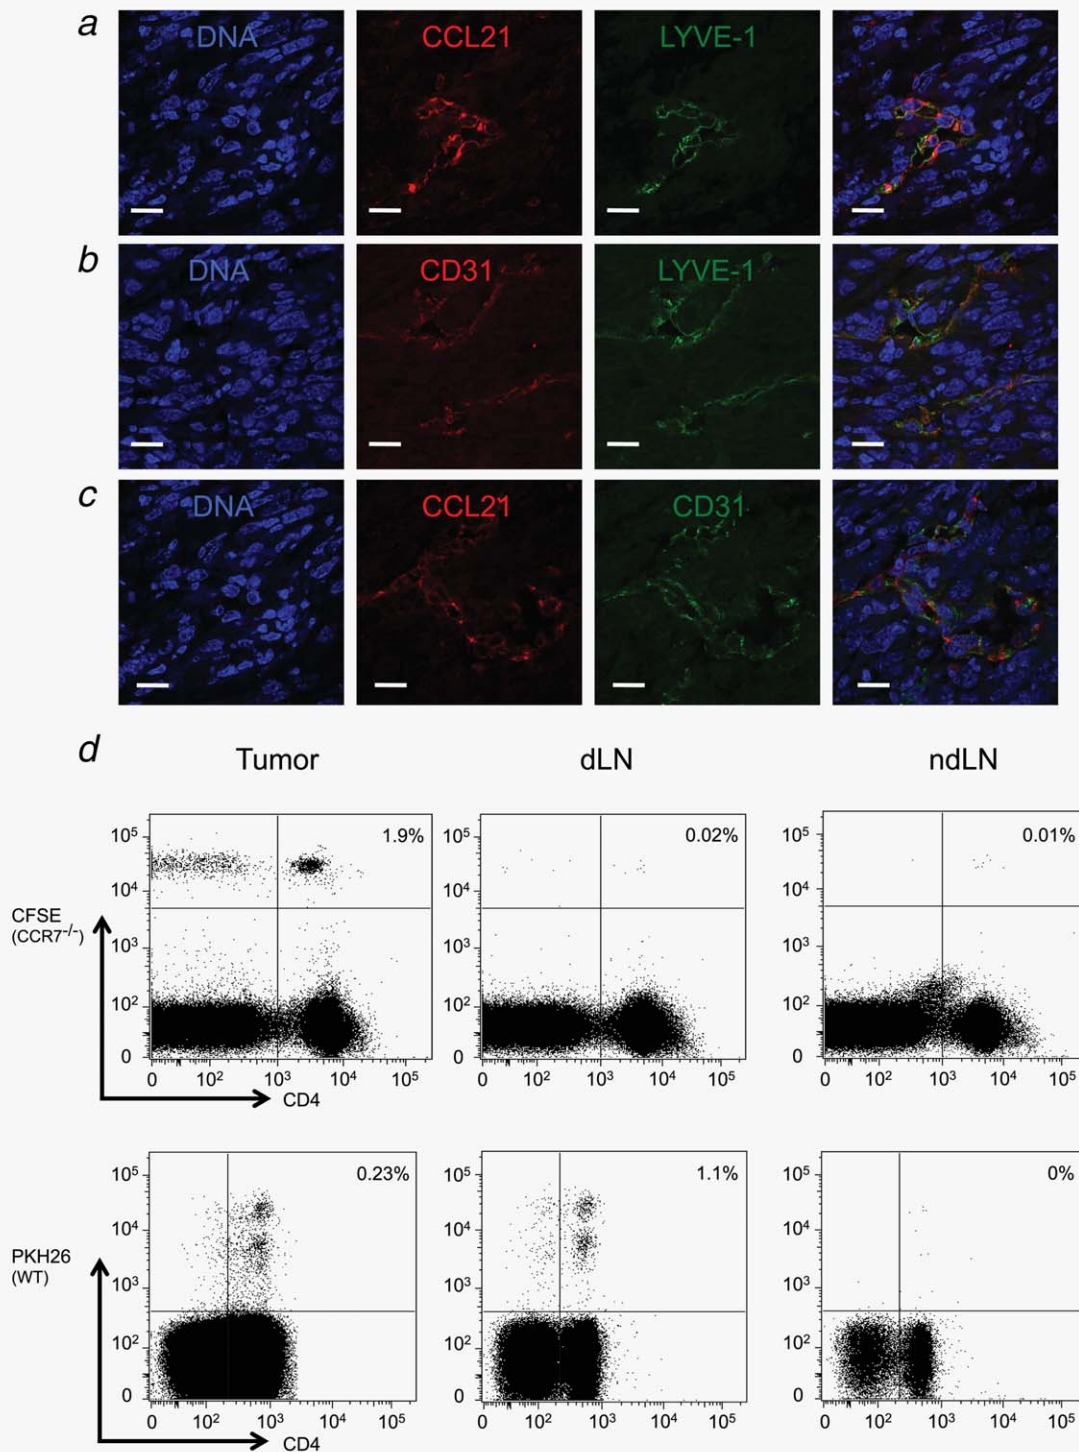 a DNA CCL21 LYVE-1
b DNA CD31 LYVE-1
c DNA CCL21 CD31
d Tumor dLN ndLN
1.9% 0.02% 0.01%
10⁵ 10⁵ 10⁵
10⁴ 10⁴ 10⁴
CFSE
(CCR7⁻/⁻)
10³ 10³ 10³
10² 10² 10²
0 0 0
0 10² 10³ 10⁴ 10⁵ 0 10² 10³ 10⁴ 10⁵ 0 10² 10³ 10⁴ 10⁵
CD4
0.23% 1.1% 0%
10⁵ 10⁵ 10⁵
10⁴ 10⁴ 10⁴
PKH26
(WT)
10³ 10³ 10³
10² 10² 10²
0 0 0
0 10² 10³ 10⁴ 10⁵ 0 10² 10³ 10⁴ 10⁵ 0 10² 10³ 10⁴ 10⁵
CD4